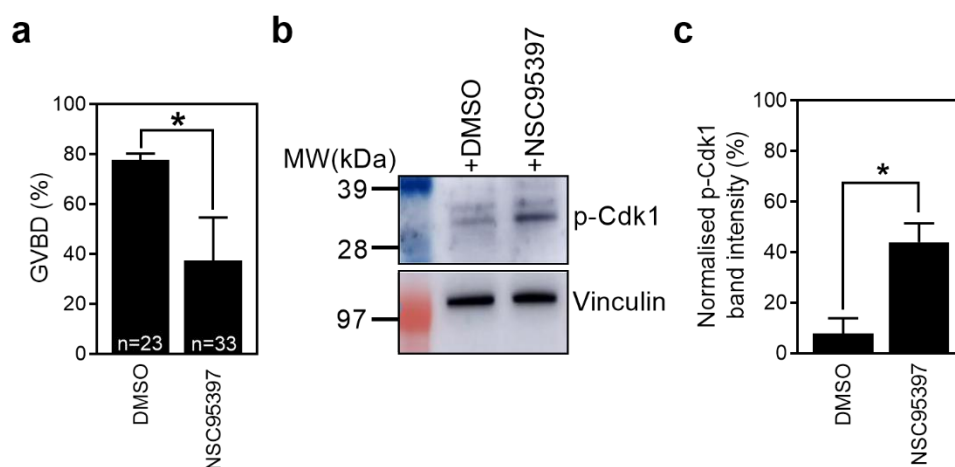 a
GVBD (%)
100
80
60
40
20
0
*
n=23
n=33
DMSO
NSC95397
b
+DMSO
+NSC95397
MW(kDa)
39
28
97
p-Cdk1
Vinculin
c
Normalised p-Cdk1
band intensity (%)
100
80
60
40
20
0
*
DMSO
NSC95397